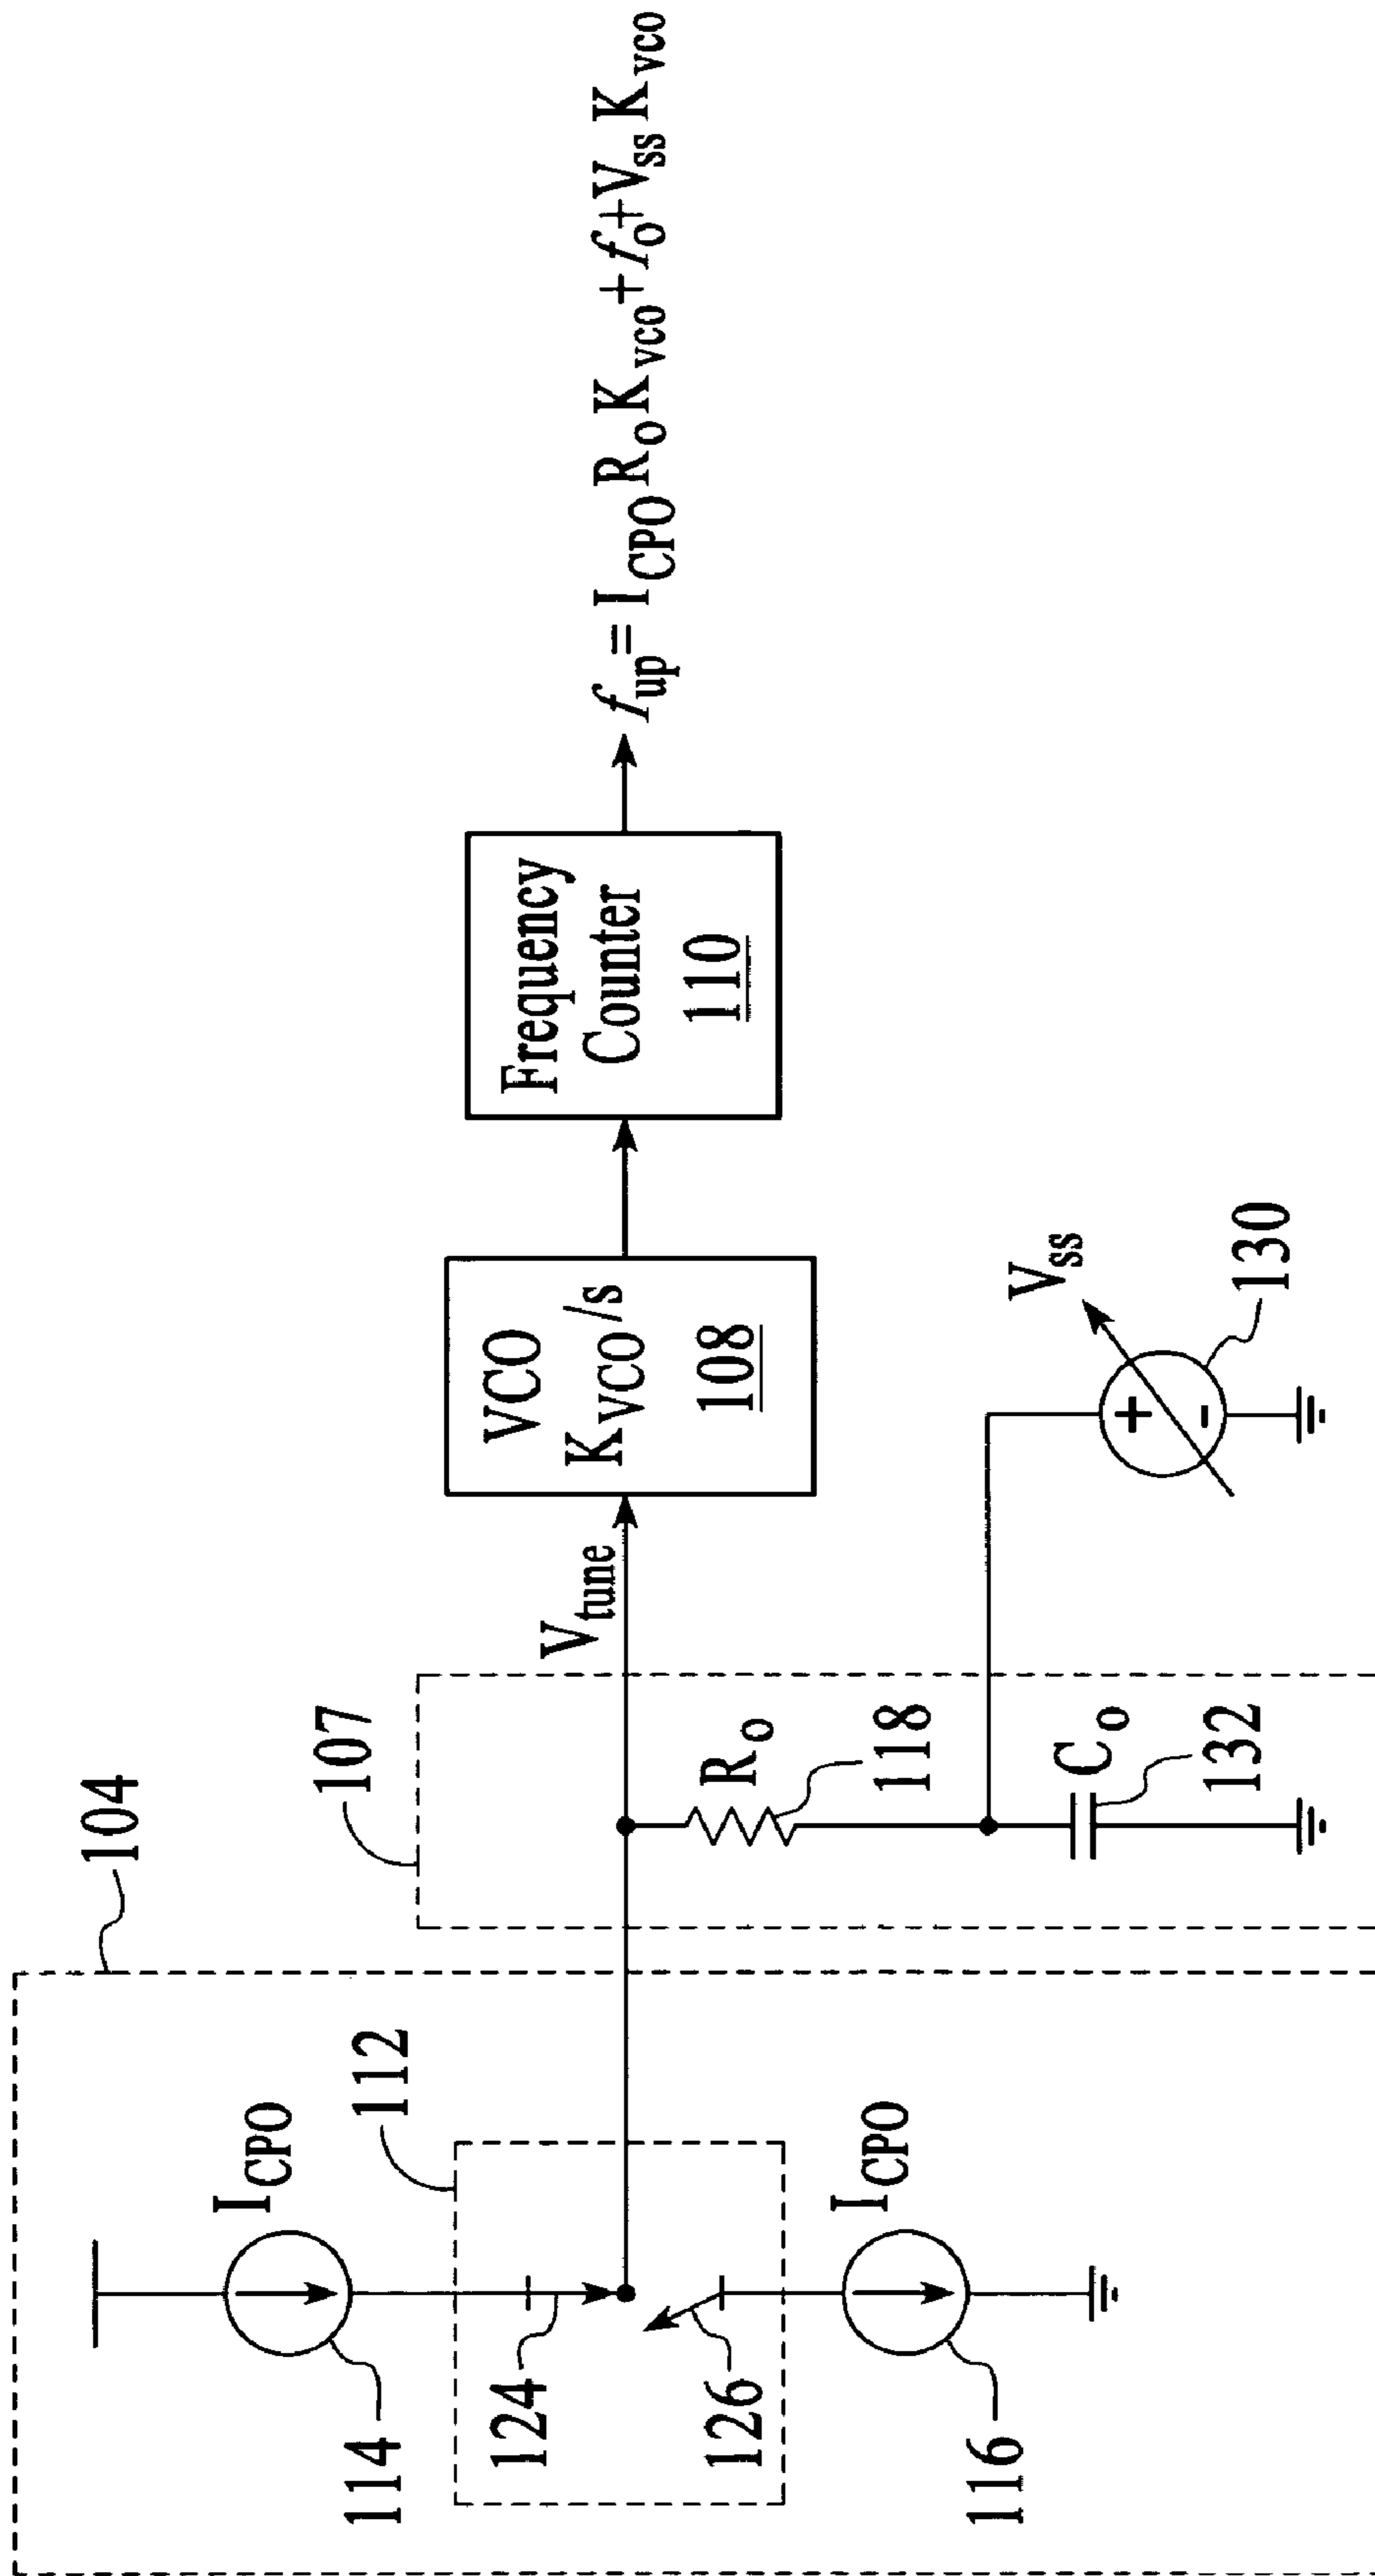 104
107
112
I_CPO
114
124
126
I_CPO
116
V_tune
R_o
118
C_o
132
V_ss
130
VCO
K_VCO/s
108
Frequency
Counter
110
f_up = I_CPO R_o K_vco + f_o + V_ss K_vco